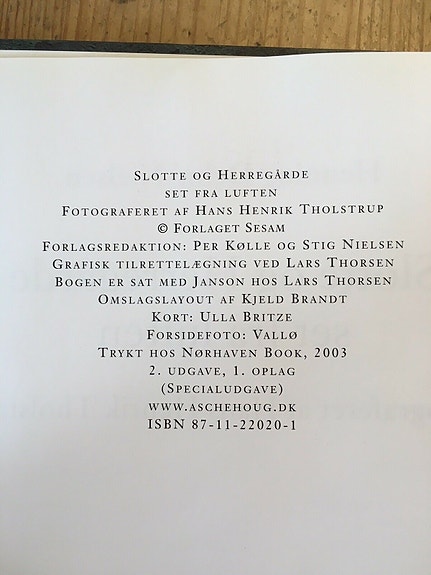 Slotte og Herregårde
set fra luften
Fotograferet af Hans Henrik Tholstrup
© Forlaget Sesam
Forlagsredaktion: Per Kølle og Stig Nielsen
Grafisk tilrettelægning ved Lars Thorsen
Bogen er sat med Janson hos Lars Thorsen
Omslagslayout af Kjeld Brandt
Kort: Ulla Britze
Forsidefoto: Vallø
Trykt hos Nørhaven Book, 2003
2. udgave, 1. oplag
(Specialudgave)
www.aschehoug.dk
ISBN 87-11-22020-1